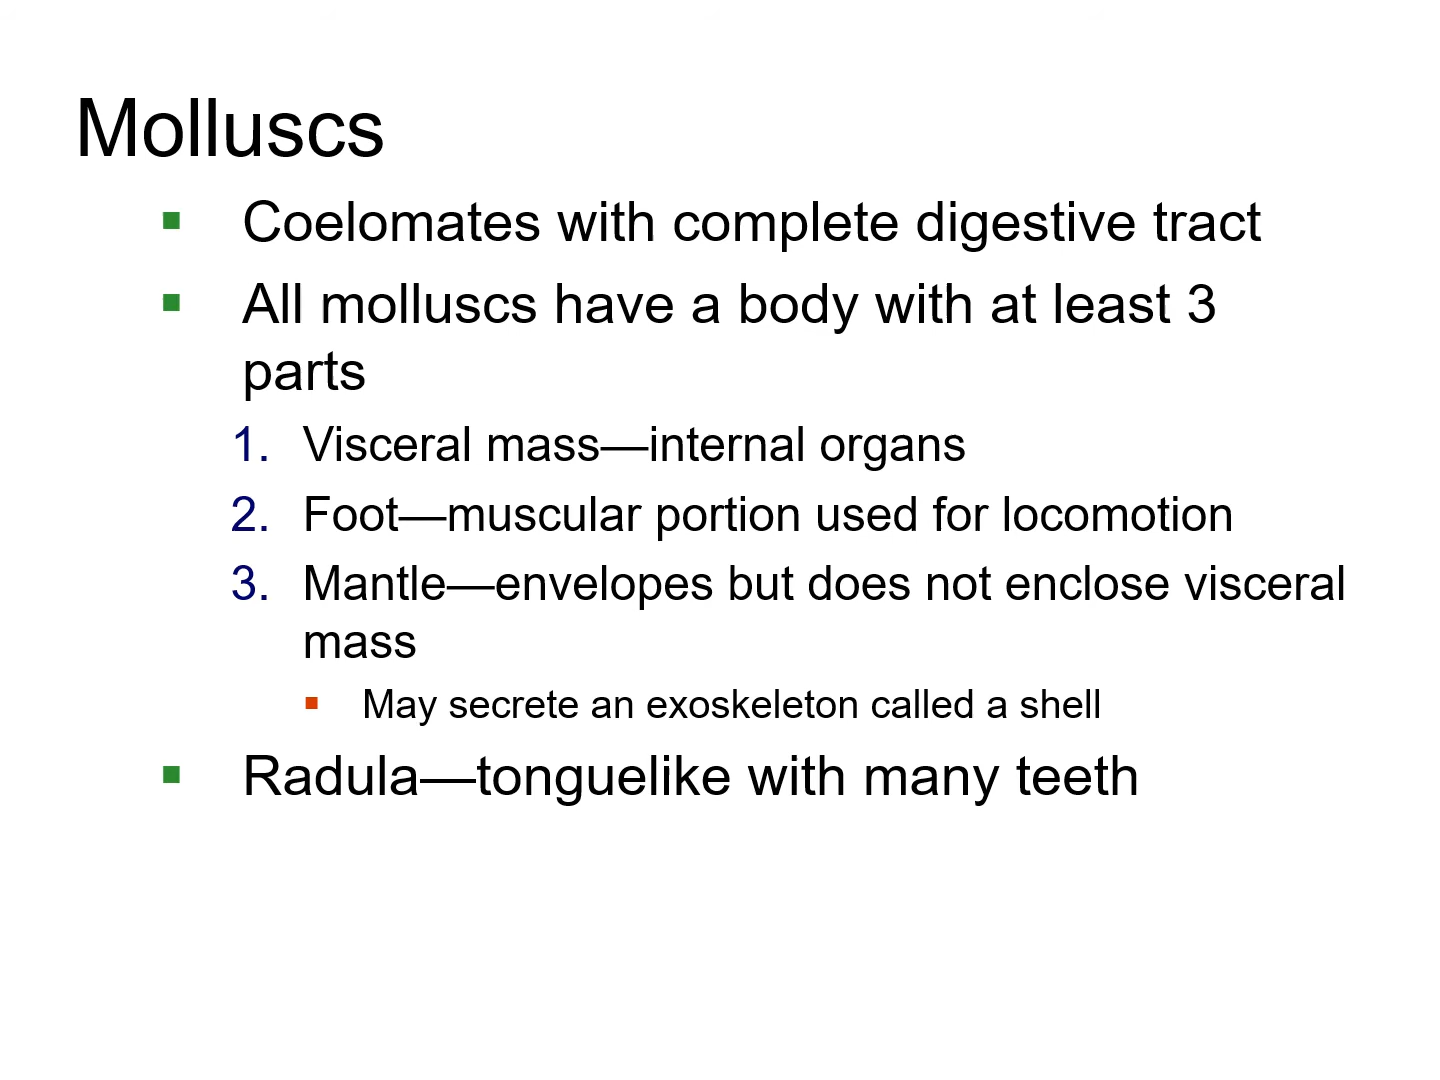 Molluscs
▪ Coelomates with complete digestive tract
▪ All molluscs have a body with at least 3
parts
1. Visceral mass—internal organs
2. Foot—muscular portion used for locomotion
3. Mantle—envelopes but does not enclose visceral
mass
▪ May secrete an exoskeleton called a shell
▪ Radula—tonguelike with many teeth